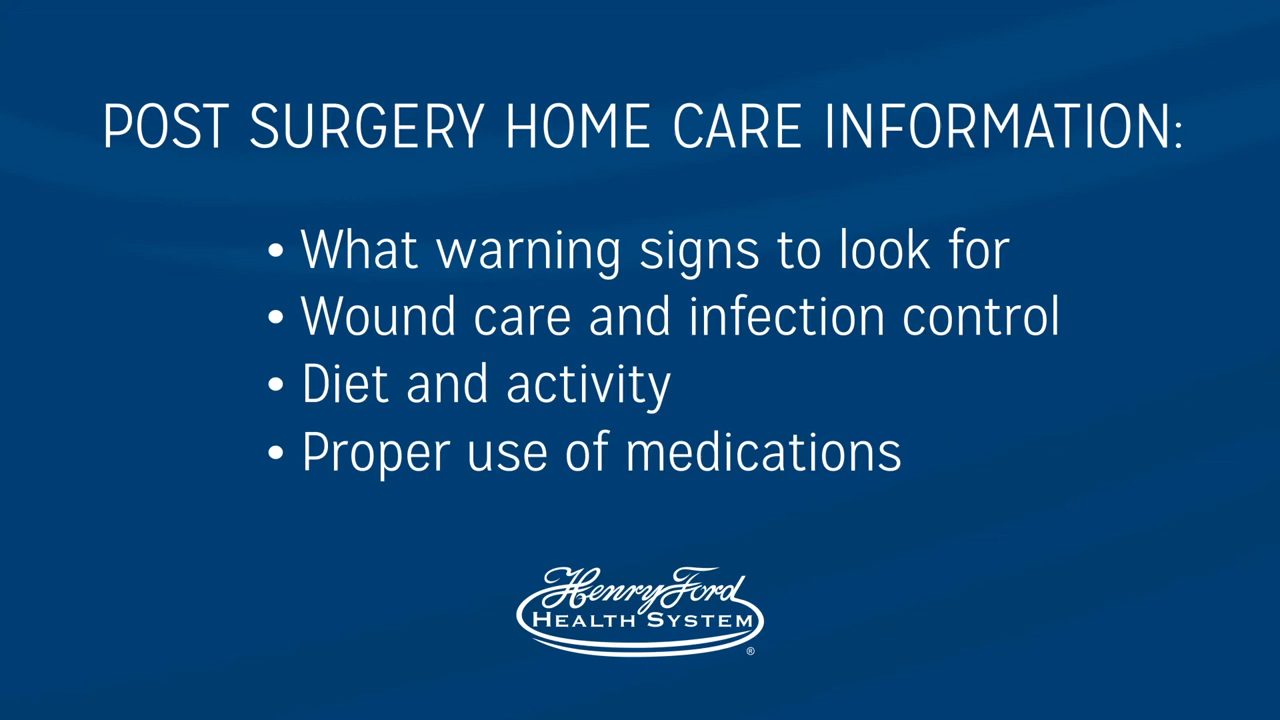 POST SURGERY HOME CARE INFORMATION:
• What warning signs to look for
• Wound care and infection control
• Diet and activity
• Proper use of medications
Henry Ford
HEALTH SYSTEM
®